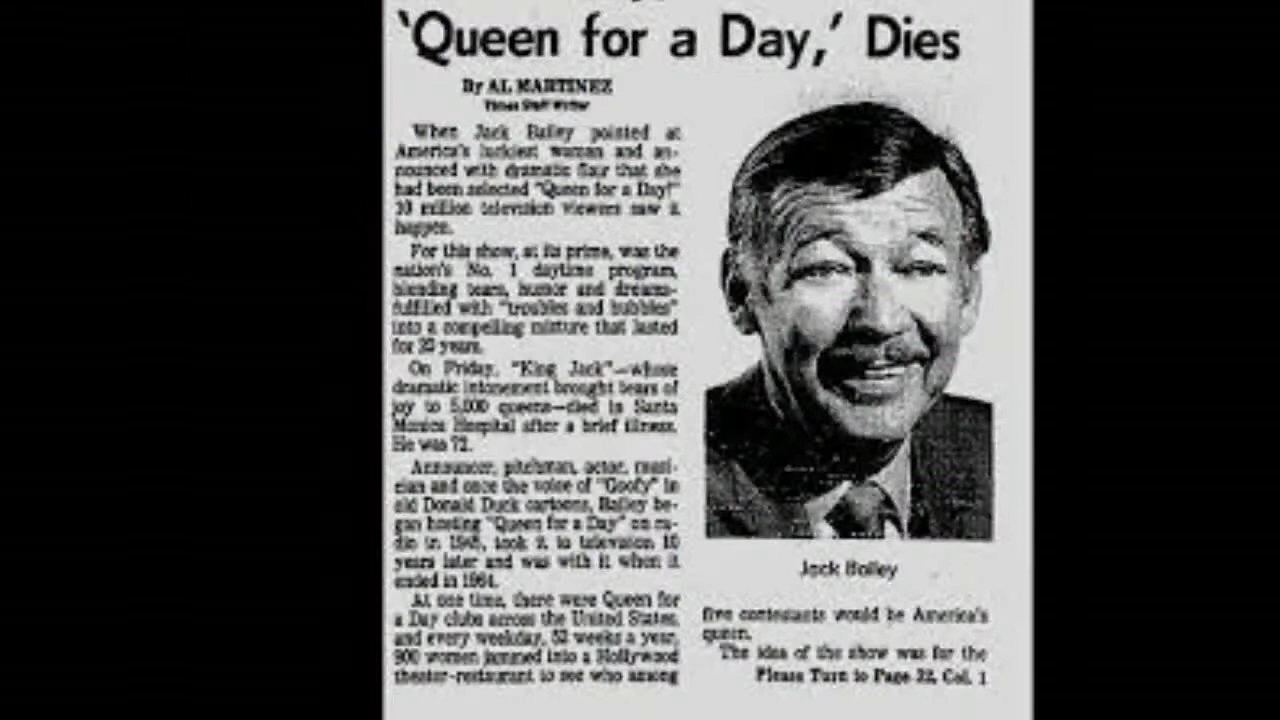 'Queen for a Day,' Dies
By AL MARTINEZ
Times Staff Writer
When Jack Bailey pointed at
America's luckiest woman and an-
nounced with dramatic flair that she
had been selected "Queen for a Day!"
10 million television viewers saw it
happen.
For this show, at its prime, was the
nation's No. 1 daytime program,
blending tears, humor and dreams-
fulfilled with "troubles and bubbles"
into a compelling mixture that lasted
for 20 years.
On Friday, "King Jack"—whose
dramatic intonement brought tears of
joy to 5,000 queens—died in Santa
Monica Hospital after a brief illness.
He was 72.
Announcer, pitchman, actor, musi-
cian and once the voice of "Goofy" in
old Donald Duck cartoons, Bailey be-
gan hosting "Queen for a Day" on ra-
dio in 1945, took it to television 10
years later and was with it when it
ended in 1964.
At one time, there were Queen for
a Day clubs across the United States,
and every weekday, 52 weeks a year,
900 women jammed into a Hollywood
theater-restaurant to see who among
Jack Bailey
five contestants would be America's
queen.
The idea of the show was for the
Please Turn to Page 32, Col. 1